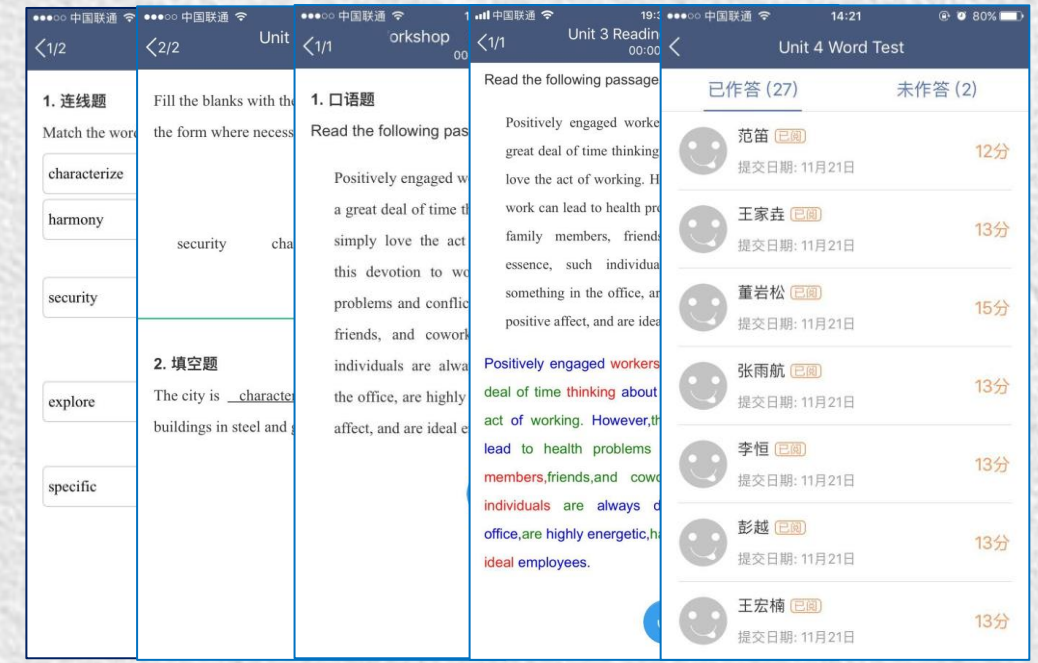 中国联通
1/2
1. 连线题
Match the wor
characterize
harmony
security
explore
specific
中国联通
2/2
Unit
Fill the blanks with the
the form where necess
security cha
2. 填空题
The city is character
buildings in steel and
中国联通
1/1
orkshop
00
1. 口语题
Read the following pas
Positively engaged w
a great deal of time th
simply love the act
this devotion to wo
problems and conflic
friends, and cowork
individuals are alwa
the office, are highly
affect, and are ideal e
中国联通 19:
1/1
Unit 3 Readin
00:00
Read the following passage
Positively engaged worke
great deal of time thinking
love the act of working. H
work can lead to health pro
family members, friends
essence, such individua
something in the office, ar
positive affect, and are idea
Positively engaged workers
deal of time thinking about
act of working. However,th
lead to health problems
members,friends,and cowo
individuals are always d
office,are highly energetic,ha
ideal employees.
中国联通 14:21 80%
Unit 4 Word Test
已作答 (27) 未作答 (2)
范笛 已阅
12分
提交日期: 11月21日
王家垚 已阅
13分
提交日期: 11月21日
董岩松 已阅
15分
提交日期: 11月21日
张雨航 已阅
13分
提交日期: 11月21日
李恒 已阅
13分
提交日期: 11月21日
彭越 已阅
13分
提交日期: 11月21日
王宏楠 已阅
13分
提交日期: 11月21日